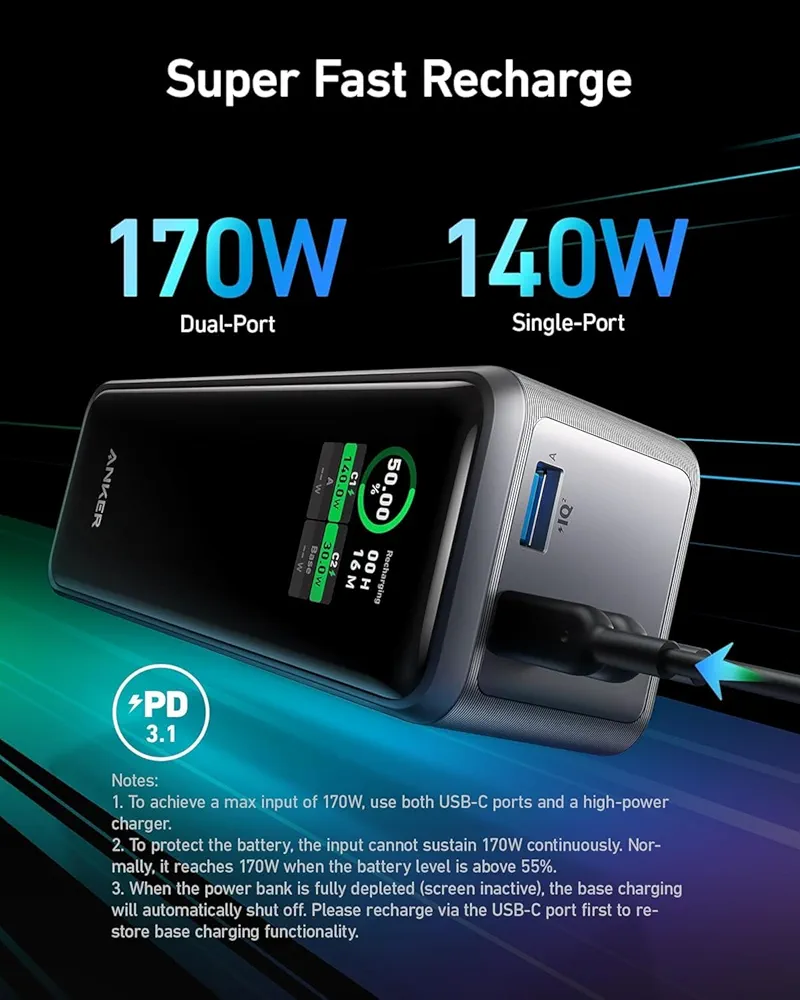 Super Fast Recharge
170W
Dual-Port
140W
Single-Port
ANKER
50.00
%
C1
140.0W
A
-- W
C2
30.0W
Base
-- W
Recharging
00 H
16 M
A
IQ
PD
3.1
Notes:
1. To achieve a max input of 170W, use both USB-C ports and a high-power
charger.
2. To protect the battery, the input cannot sustain 170W continuously. Nor-
mally, it reaches 170W when the battery level is above 55%.
3. When the power bank is fully depleted (screen inactive), the base charging
will automatically shut off. Please recharge via the USB-C port first to re-
store base charging functionality.